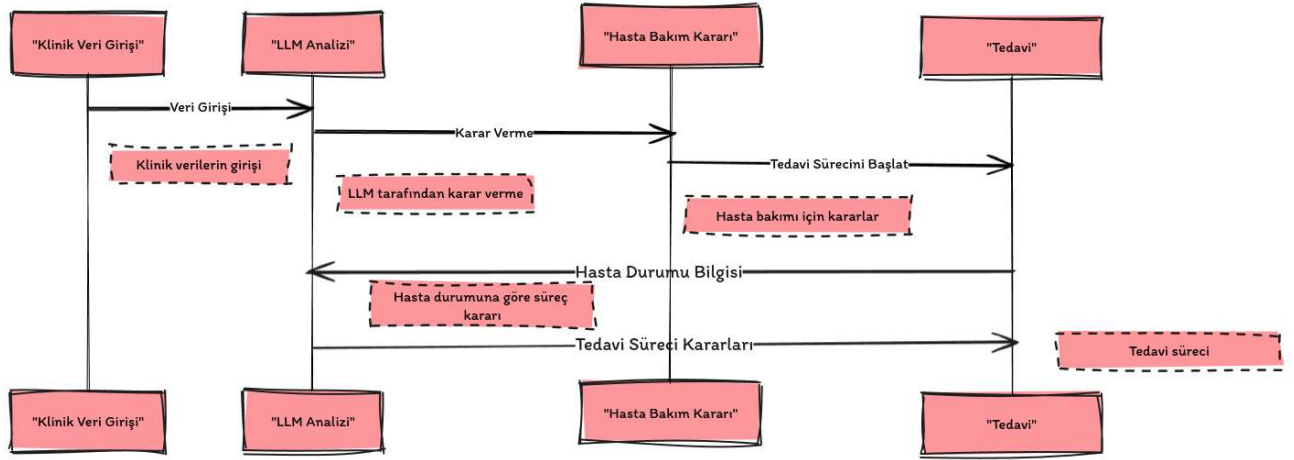 "Klinik Veri Girişi"
"LLM Analizi"
"Hasta Bakım Kararı"
"Tedavi"
Veri Girişi
Karar Verme
Klinik verilerin girişi
Tedavi Sürecini Başlat
LLM tarafından karar verme
Hasta bakımı için kararlar
Hasta Durumu Bilgisi
Hasta durumuna göre süreç
kararı
Tedavi Süreci Kararları
Tedavi süreci
"Klinik Veri Girişi"
"LLM Analizi"
"Hasta Bakım Kararı"
"Tedavi"